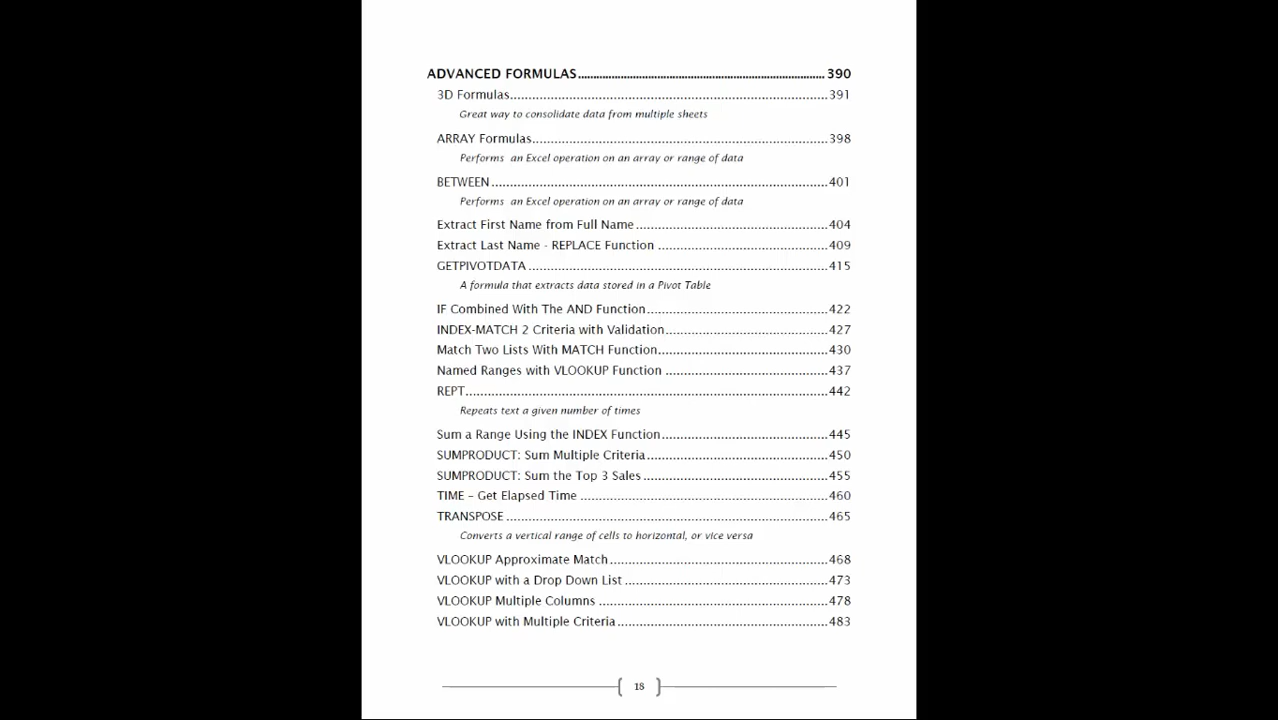 ADVANCED FORMULAS.................................................................................. 390
3D Formulas.....................................................................................391
Great way to consolidate data from multiple sheets
ARRAY Formulas...............................................................................398
Performs  an Excel operation on an array or range of data
BETWEEN ..........................................................................................401
Performs  an Excel operation on an array or range of data
Extract First Name from Full Name ....................................................404
Extract Last Name - REPLACE Function ..............................................409
GETPIVOTDATA .................................................................................415
A formula that extracts data stored in a Pivot Table
IF Combined With The AND Function.................................................422
INDEX-MATCH 2 Criteria with Validation............................................427
Match Two Lists With MATCH Function..............................................430
Named Ranges with VLOOKUP Function ............................................437
REPT.................................................................................................442
Repeats text a given number of times
Sum a Range Using the INDEX Function.............................................445
SUMPRODUCT: Sum Multiple Criteria.................................................450
SUMPRODUCT: Sum the Top 3 Sales ..................................................455
TIME – Get Elapsed Time ...................................................................460
TRANSPOSE ......................................................................................465
Converts a vertical range of cells to horizontal, or vice versa
VLOOKUP Approximate Match ...........................................................468
VLOOKUP with a Drop Down List .......................................................473
VLOOKUP Multiple Columns ..............................................................478
VLOOKUP with Multiple Criteria .........................................................483
18